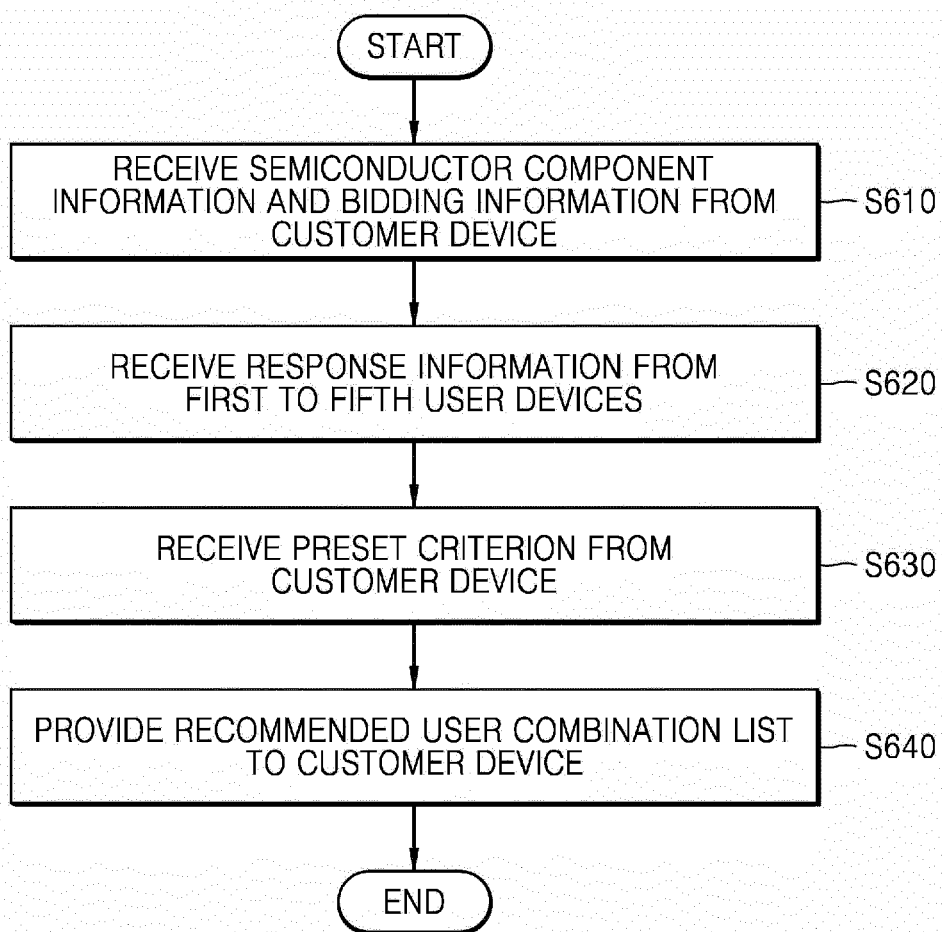 START
RECEIVE SEMICONDUCTOR COMPONENT
INFORMATION AND BIDDING INFORMATION FROM
CUSTOMER DEVICE
S610
RECEIVE RESPONSE INFORMATION FROM
FIRST TO FIFTH USER DEVICES
S620
RECEIVE PRESET CRITERION FROM
CUSTOMER DEVICE
S630
PROVIDE RECOMMENDED USER COMBINATION LIST
TO CUSTOMER DEVICE
S640
END